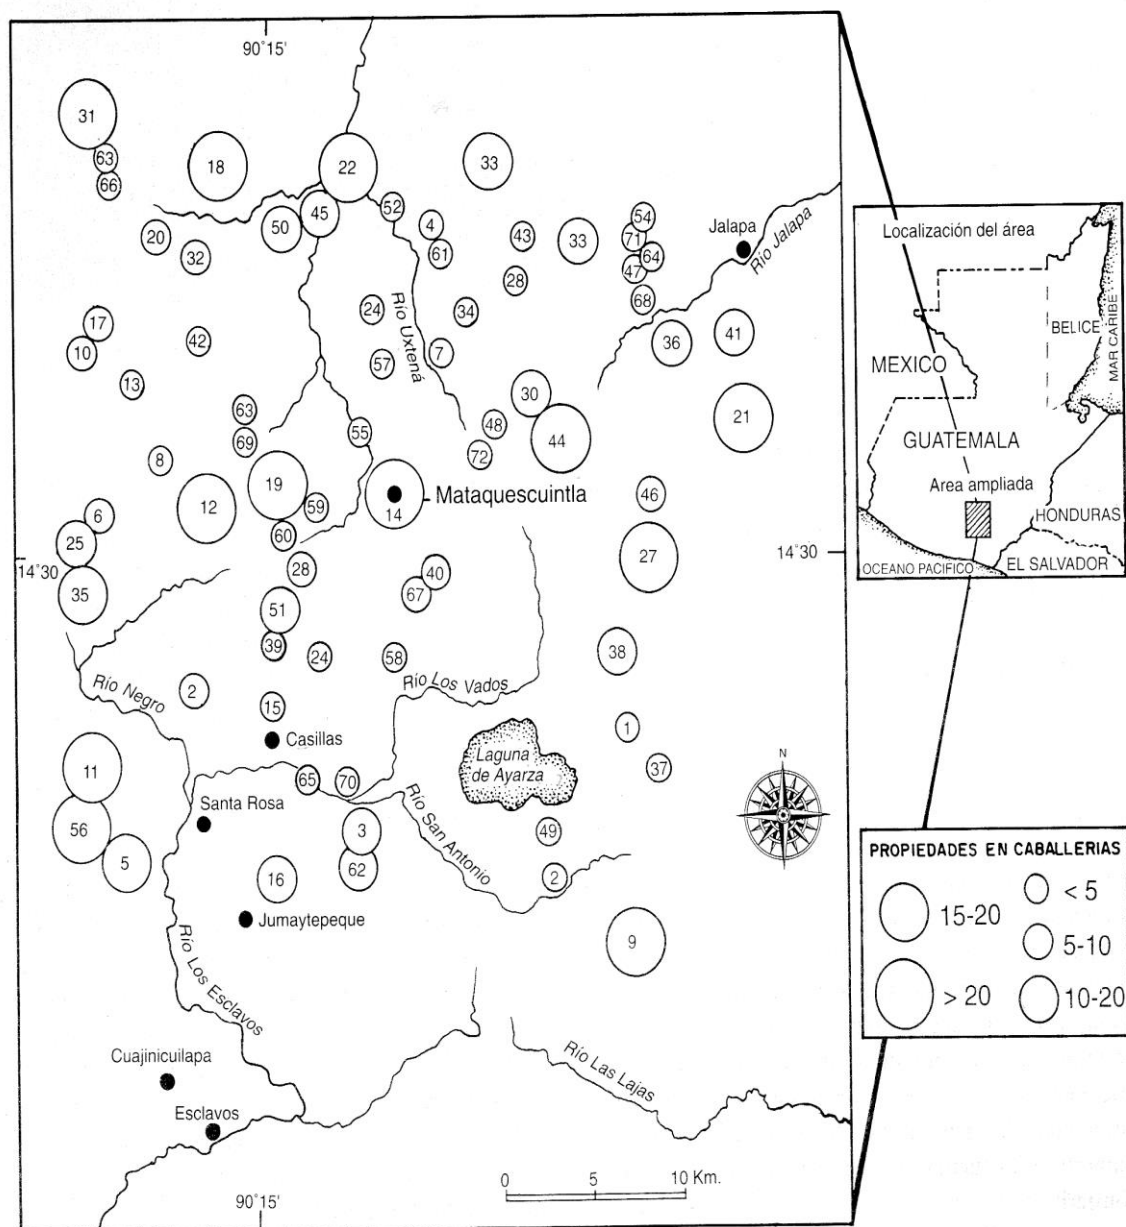 90°15'
31
63
66
18
22
33
52
45
50
4
61
20
32
43
33
28
54
71
64
47
68
Jalapa
Río Jalapa
24
Río Uxtená
34
7
57
36
41
17
10
42
13
30
44
21
63
69
55
48
72
8
12
19
59
60
14
Mataquescuintla
46
6
25
35
14°30
14°30
28
40
67
27
51
39
24
58
38
Río Los Vados
Río Negro
2
15
Casillas
1
37
Laguna
de Ayarza
11
65
70
56
5
Santa Rosa
3
62
Río San Antonio
49
2
16
Jumaytepeque
9
N
Río Los Esclavos
Cuajinicuilapa
Esclavos
Río Las Lajas
0 5 10 Km.
90°15'
Localización del área
BELICE
MAR CARIBE
MEXICO
GUATEMALA
Area ampliada
HONDURAS
OCEANO PACIFICO
EL SALVADOR
PROPIEDADES EN CABALLERIAS
15-20
< 5
5-10
> 20
10-20